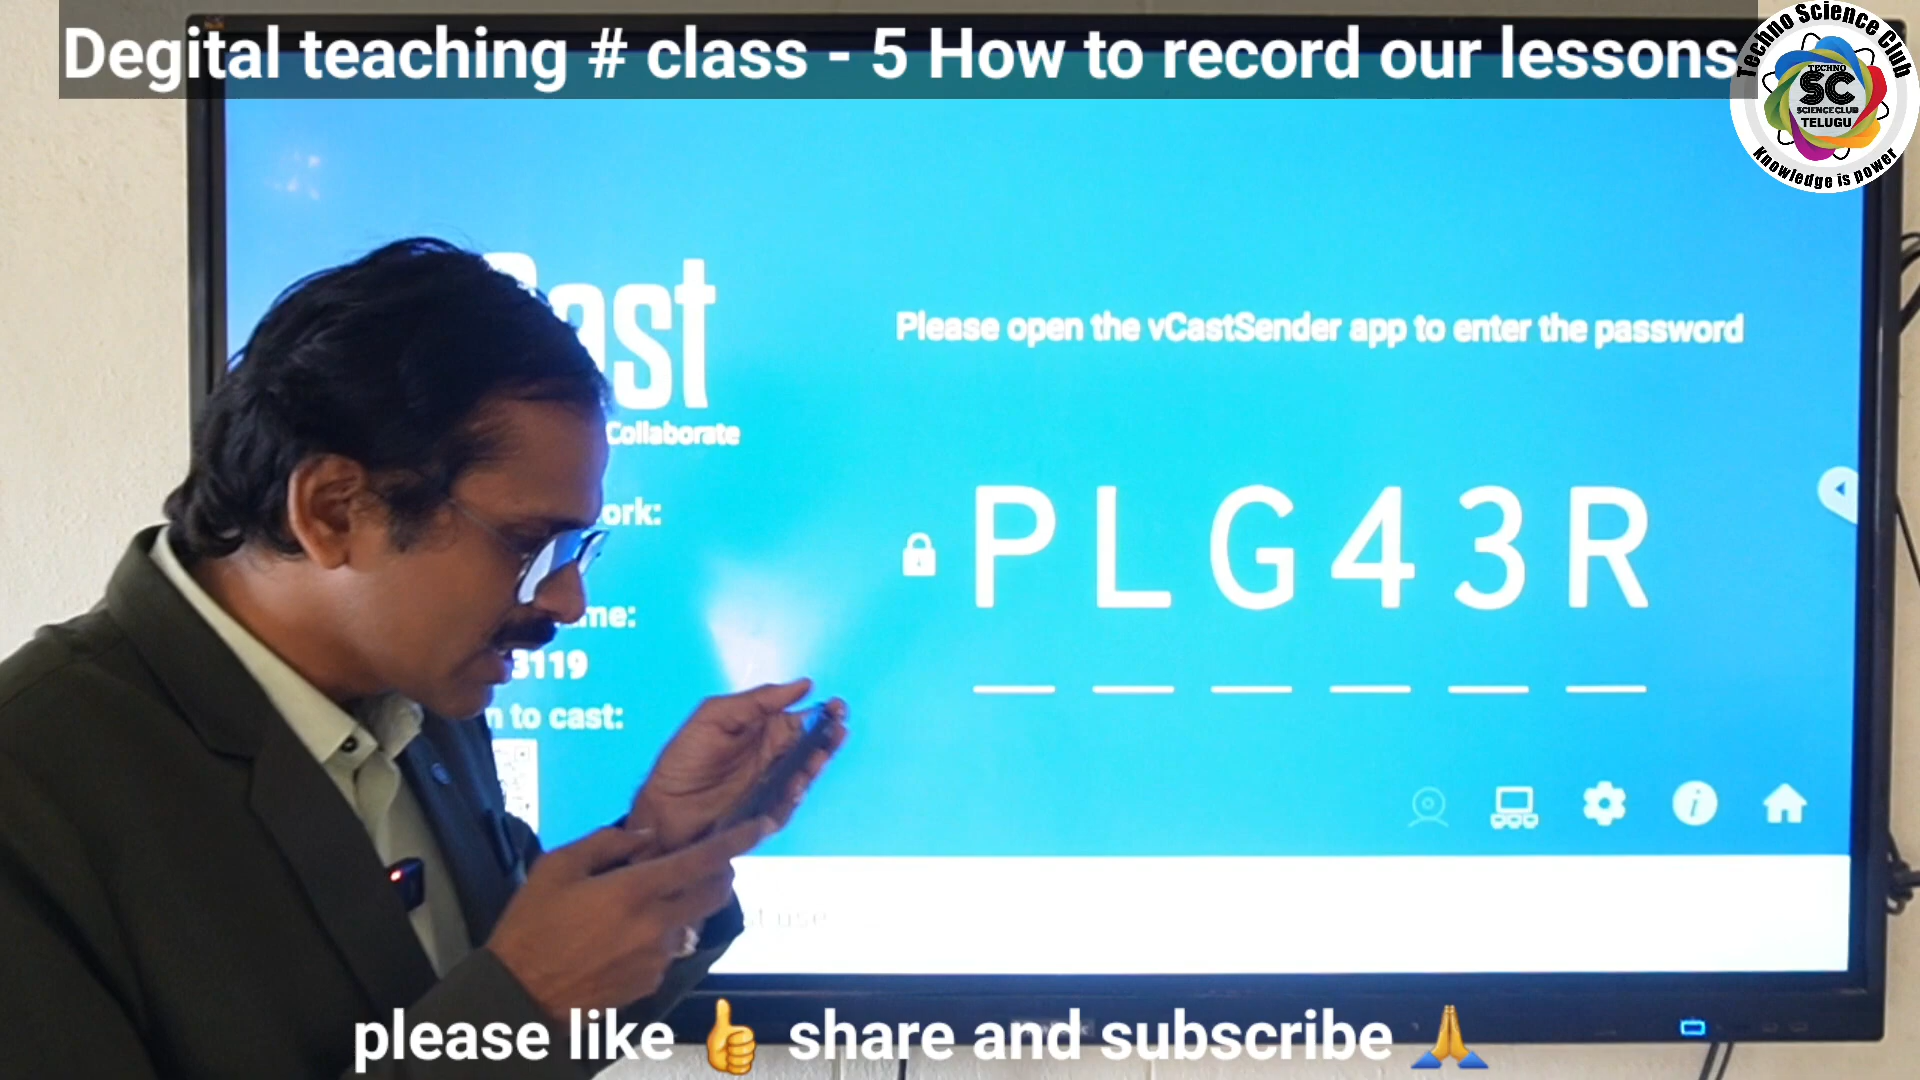 Degital teaching # class - 5 How to record our lessons
Techno Science Club
TECHNO
SC
SCIENCE CLUB
TELUGU
Knowledge is power
Please open the vCastSender app to enter the password
Collaborate
PLG43R
3119
to cast:
please like 👍 share and subscribe 🙏